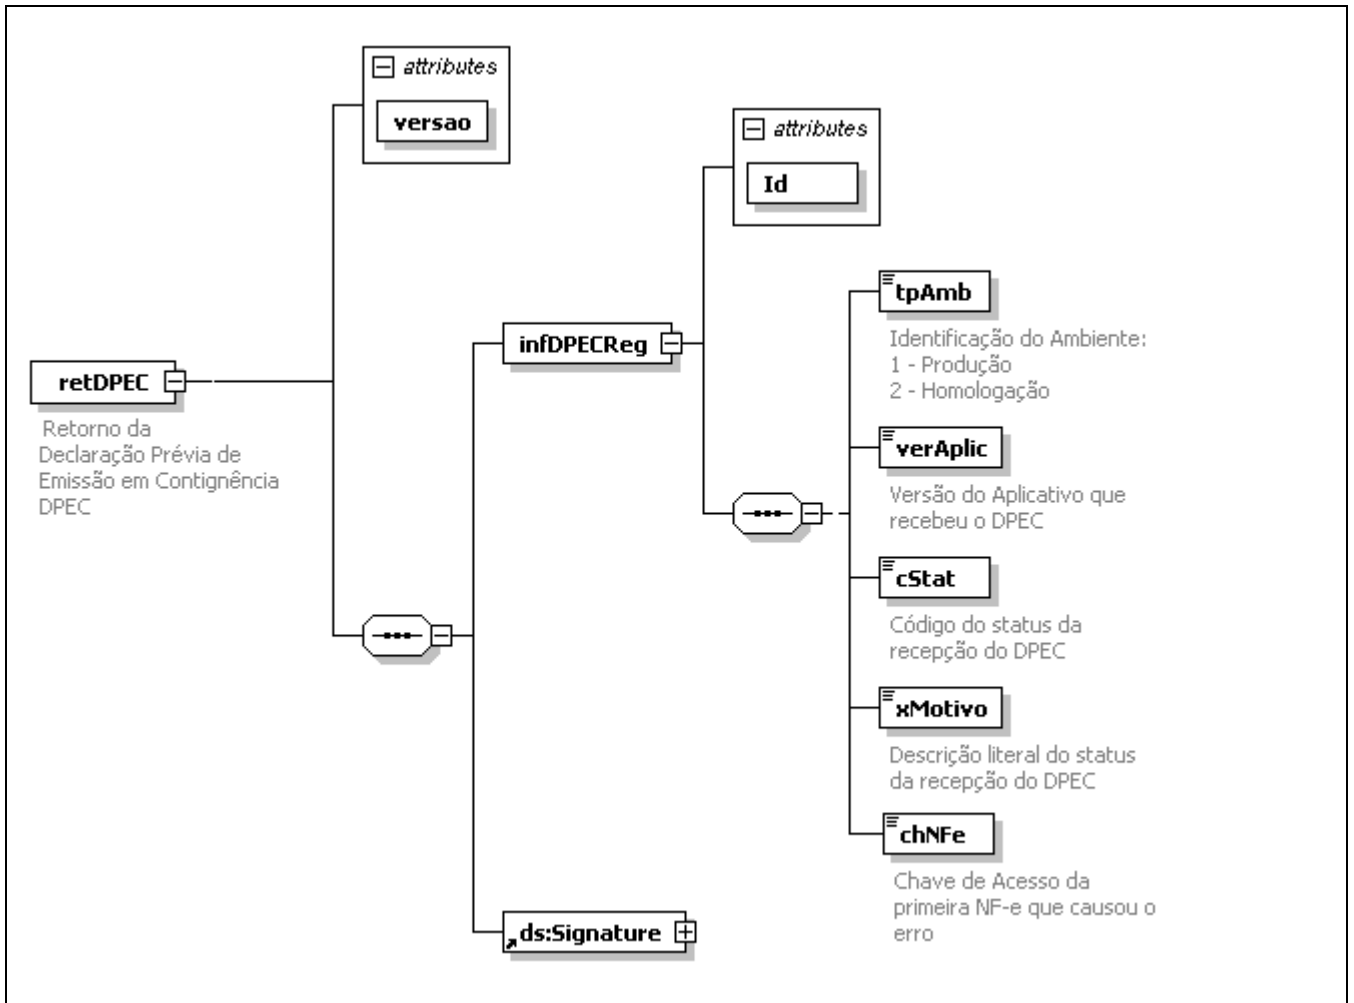 attributes
versao
attributes
Id
tpAmb
Identificação do Ambiente:
1 - Produção
2 - Homologação
infDPECReg
retDPEC
Retorno da
Declaração Prévia de
Emissão em Contignência
DPEC
verAplic
Versão do Aplicativo que
recebeu o DPEC
cStat
Código do status da
recepção do DPEC
xMotivo
Descrição literal do status
da recepção do DPEC
chNFe
Chave de Acesso da
primeira NF-e que causou o
erro
ds:Signature